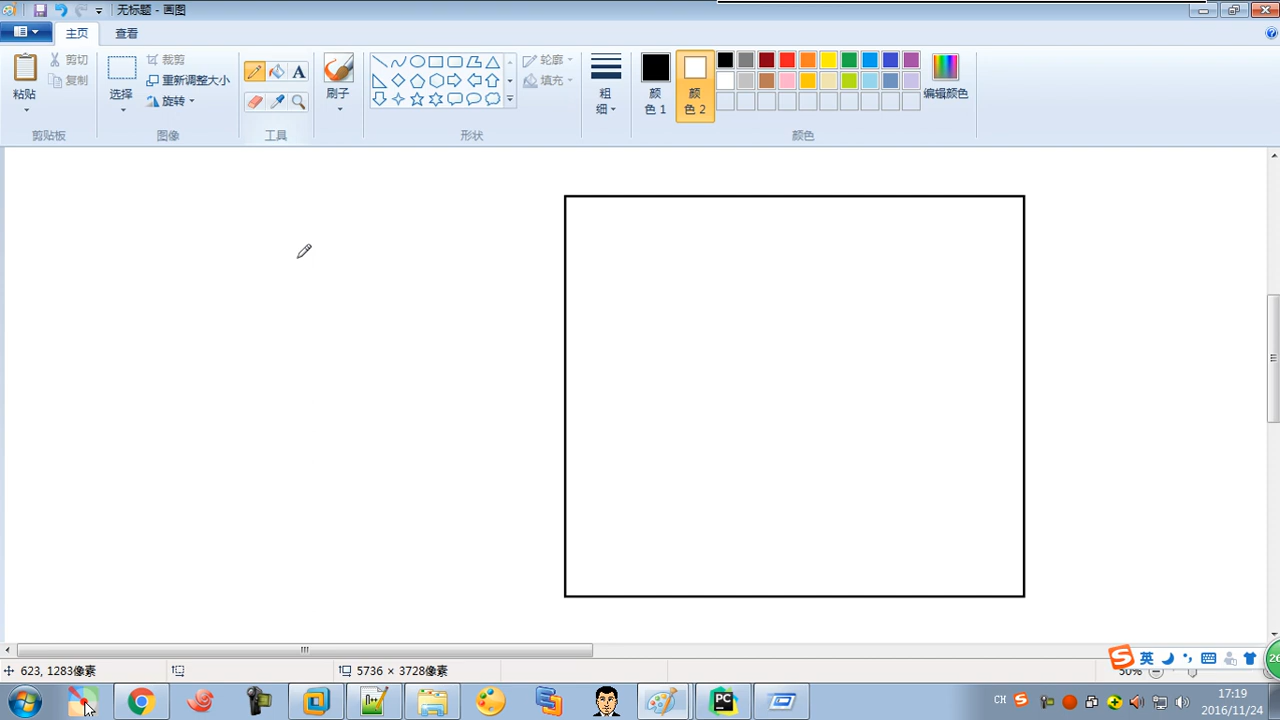 无标题 - 画图
主页
查看
粘贴
剪切
复制
剪贴板
选择
裁剪
重新调整大小
旋转
图像
A
工具
刷子
形状
轮廓
填充
粗
细
颜
色 1
颜
色 2
编辑颜色
颜色
623, 1283像素
5736 × 3728像素
50%
英
26
PC
CH
17:19
2016/11/24